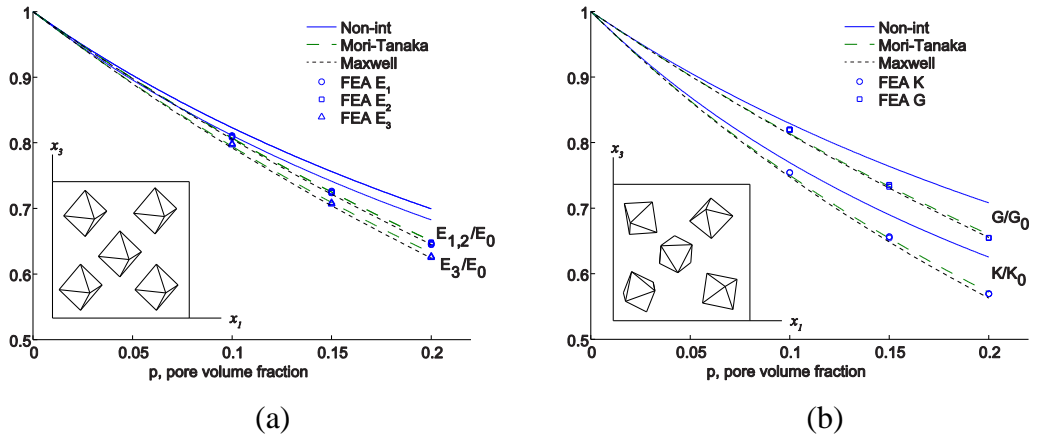 1
0.9
0.8
0.7
0.6
0.5
0
0.05
0.1
0.15
0.2
p, pore volume fraction
Non-int
Mori-Tanaka
Maxwell
FEA E1
FEA E2
FEA E3
x3
x1
E1,2/E0
E3/E0
(a)
1
0.9
0.8
0.7
0.6
0.5
0
0.05
0.1
0.15
0.2
p, pore volume fraction
Non-int
Mori-Tanaka
Maxwell
FEA K
FEA G
x3
x1
G/G0
K/K0
(b)